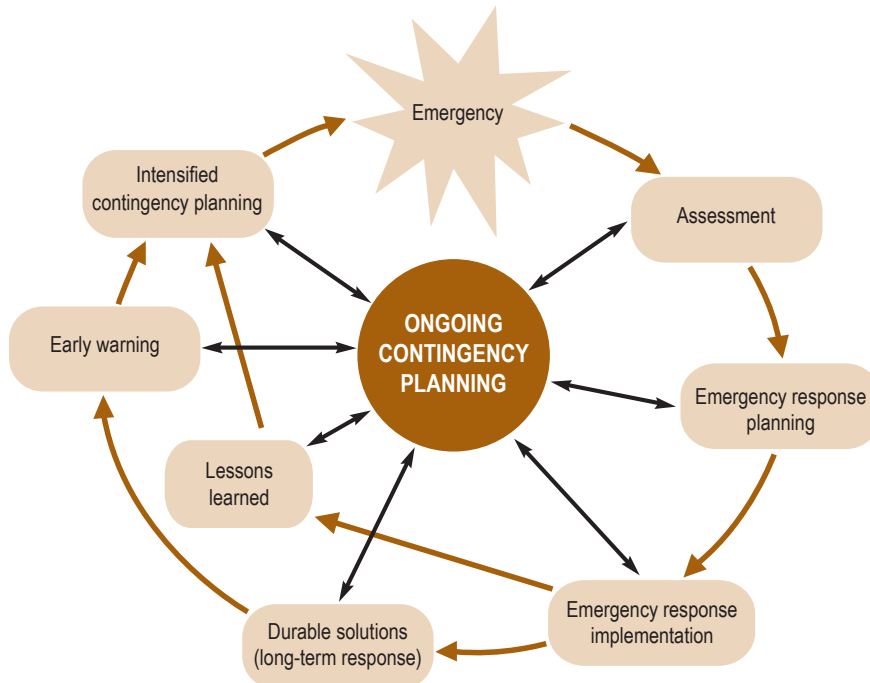 Emergency
Intensified
contingency planning
Assessment
Early warning
ONGOING
CONTINGENCY
PLANNING
Emergency response
planning
Lessons
learned
Emergency response
implementation
Durable solutions
(long-term response)